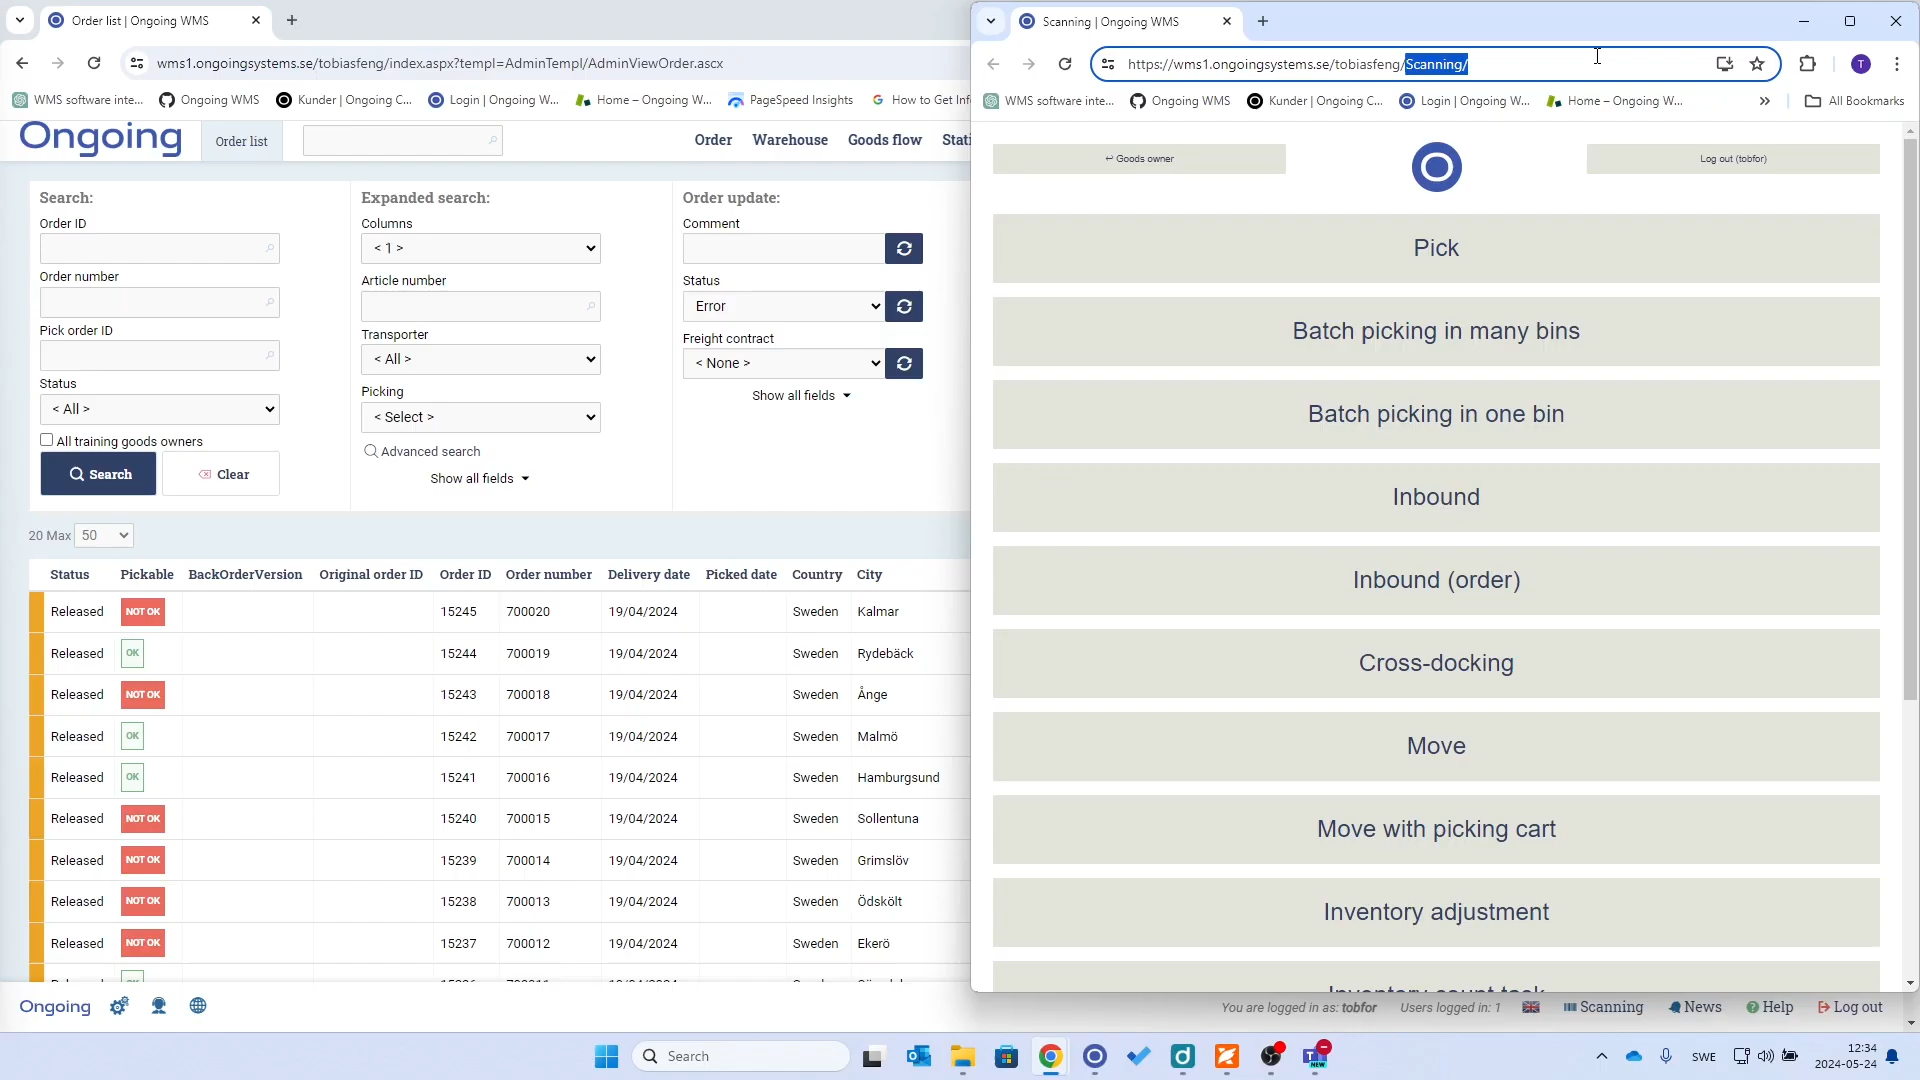 Order list | Ongoing WMS
wms1.ongoingsystems.se/tobiasfeng/index.aspx?templ=AdminTempl/AdminViewOrder.ascx
WMS software inte...
Ongoing WMS
Kunder | Ongoing C...
Login | Ongoing W...
Home – Ongoing W...
PageSpeed Insights
How to Get Inf
Ongoing
Order list
Order
Warehouse
Goods flow
Stati
Search:
Order ID
Order number
Pick order ID
Status
< All >
All training goods owners
Search
Clear
Expanded search:
Columns
< 1 >
Article number
Transporter
< All >
Picking
< Select >
Advanced search
Show all fields
Order update:
Comment
Status
Error
Freight contract
< None >
Show all fields
20 Max 50
Status Pickable BackOrderVersion Original order ID Order ID Order number Delivery date Picked date Country City
Released NOT OK 15245 700020 19/04/2024 Sweden Kalmar
Released OK 15244 700019 19/04/2024 Sweden Rydebäck
Released NOT OK 15243 700018 19/04/2024 Sweden Ånge
Released OK 15242 700017 19/04/2024 Sweden Malmö
Released OK 15241 700016 19/04/2024 Sweden Hamburgsund
Released NOT OK 15240 700015 19/04/2024 Sweden Sollentuna
Released NOT OK 15239 700014 19/04/2024 Sweden Grimslöv
Released NOT OK 15238 700013 19/04/2024 Sweden Ödskölt
Released NOT OK 15237 700012 19/04/2024 Sweden Ekerö
Scanning | Ongoing WMS
https://wms1.ongoingsystems.se/tobiasfeng/Scanning/
T
WMS software inte...
Ongoing WMS
Kunder | Ongoing C...
Login | Ongoing W...
Home – Ongoing W...
All Bookmarks
↩ Goods owner
Log out (tobfor)
Pick
Batch picking in many bins
Batch picking in one bin
Inbound
Inbound (order)
Cross-docking
Move
Move with picking cart
Inventory adjustment
Inventory count task
Ongoing
You are logged in as: tobfor
Users logged in: 1
Scanning
News
Help
Log out
Search
NEW
SWE
12:34
2024-05-24